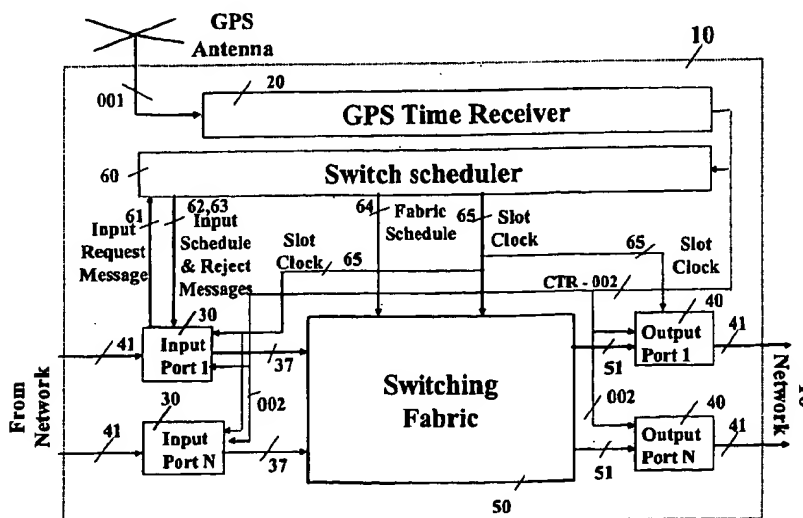 GPS
Antenna
10
001
20
GPS Time Receiver
60
Switch scheduler
61
62,63
64
65
Input
Request
Message
Input
Schedule
& Reject
Messages
Fabric
Schedule
Slot
Clock
Slot
Clock
65
65
Slot
Clock
CTR - 002
30
40
41
Input
Port 1
37
Switching
Fabric
51
Output
Port 1
41
From
Network
002
002
Network
30
40
41
Input
Port N
37
51
Output
Port N
41
50